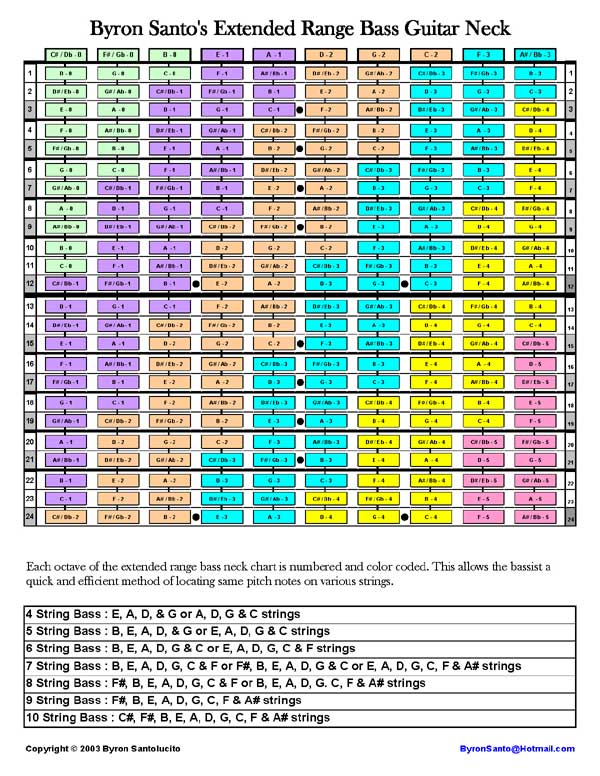 Byron Santo's Extended Range Bass Guitar Neck
C# / Db - 0 F# / Gb - 0 B - 0 E - 1 A - 1 D - 2 G - 2 C - 2 F - 3 A# / Bb - 3
1 D - 0 G - 0 C - 0 F - 1 A# / Bb - 1 D# / Eb - 2 G# / Ab - 2 C# / Db - 3 F# / Gb - 3 B - 3 1
2 D# / Eb - 0 G# / Ab - 0 C# / Db - 1 F# / Gb - 1 B - 1 E - 2 A - 2 D - 3 G - 3 C - 3 2
3 E - 0 A - 0 D - 1 G - 1 C - 1 F - 2 A# / Bb - 2 D# / Eb - 3 G# / Ab - 3 C# / Db - 4 3
4 F - 0 A# / Bb - 0 D# / Eb - 1 G# / Ab - 1 C# / Db - 2 F# / Gb - 2 B - 2 E - 3 A - 3 D - 4 4
5 F# / Gb - 0 B - 0 E - 1 A - 1 D - 2 G - 2 C - 2 F - 3 A# / Bb - 3 D# / Eb - 4 5
6 G - 0 C - 0 F - 1 A# / Bb - 1 D# / Eb - 2 G# / Ab - 2 C# / Db - 3 F# / Gb - 3 B - 3 E - 4 6
7 G# / Ab - 0 C# / Db - 1 F# / Gb - 1 B - 1 E - 2 A - 2 D - 3 G - 3 C - 3 F - 4 7
8 A - 0 D - 1 G - 1 C - 1 F - 2 A# / Bb - 2 D# / Eb - 3 G# / Ab - 3 C# / Db - 4 F# / Gb - 4 8
9 A# / Bb - 0 D# / Eb - 1 G# / Ab - 1 C# / Db - 2 F# / Gb - 2 B - 2 E - 3 A - 3 D - 4 G - 4 9
10 B - 0 E - 1 A - 1 D - 2 G - 2 C - 2 F - 3 A# / Bb - 3 D# / Eb - 4 G# / Ab - 4 10
11 C - 0 F - 1 A# / Bb - 1 D# / Eb - 2 G# / Ab - 2 C# / Db - 3 F# / Gb - 3 B - 3 E - 4 A - 4 11
12 C# / Db - 1 F# / Gb - 1 B - 1 E - 2 A - 2 D - 3 G - 3 C - 3 F - 4 A# / Bb - 4 12
13 D - 1 G - 1 C - 1 F - 2 A# / Bb - 2 D# / Eb - 3 G# / Ab - 3 C# / Db - 4 F# / Gb - 4 B - 4 13
14 D# / Eb - 1 G# / Ab - 1 C# / Db - 2 F# / Gb - 2 B - 2 E - 3 A - 3 D - 4 G - 4 C - 4 14
15 E - 1 A - 1 D - 2 G - 2 C - 2 F - 3 A# / Bb - 3 D# / Eb - 4 G# / Ab - 4 C# / Db - 5 15
16 F - 1 A# / Bb - 1 D# / Eb - 2 G# / Ab - 2 C# / Db - 3 F# / Gb - 3 B - 3 E - 4 A - 4 D - 5 16
17 F# / Gb - 1 B - 1 E - 2 A - 2 D - 3 G - 3 C - 3 F - 4 A# / Bb - 4 D# / Eb - 5 17
18 G - 1 C - 1 F - 2 A# / Bb - 2 D# / Eb - 3 G# / Ab - 3 C# / Db - 4 F# / Gb - 4 B - 4 E - 5 18
19 G# / Ab - 1 C# / Db - 2 F# / Gb - 2 B - 2 E - 3 A - 3 D - 4 G - 4 C - 4 F - 5 19
20 A - 1 D - 2 G - 2 C - 2 F - 3 A# / Bb - 3 D# / Eb - 4 G# / Ab - 4 C# / Db - 5 F# / Gb - 5 20
21 A# / Bb - 1 D# / Eb - 2 G# / Ab - 2 C# / Db - 3 F# / Gb - 3 B - 3 E - 4 A - 4 D - 5 G - 5 21
22 B - 1 E - 2 A - 2 D - 3 G - 3 C - 3 F - 4 A# / Bb - 4 D# / Eb - 5 G# / Ab - 5 22
23 C - 1 F - 2 A# / Bb - 2 D# / Eb - 3 G# / Ab - 3 C# / Db - 4 F# / Gb - 4 B - 4 E - 5 A - 5 23
24 C# / Db - 2 F# / Gb - 2 B - 2 E - 3 A - 3 D - 4 G - 4 C - 4 F - 5 A# / Bb - 5 24
Each octave of the extended range bass neck chart is numbered and color coded. This allows the bassist a
quick and efficient method of locating same pitch notes on various strings.
4 String Bass : E, A, D, & G or A, D, G & C strings
5 String Bass : B, E, A, D, & G or E, A, D, G & C strings
6 String Bass : B, E, A, D, G & C or E, A, D, G, C & F strings
7 String Bass : B, E, A, D, G, C & F or F#, B, E, A, D, G & C or E, A, D, G, C, F & A# strings
8 String Bass : F#, B, E, A, D, G, C & F or B, E, A, D, G. C, F & A# strings
9 String Bass : F#, B, E, A, D, G, C, F & A# strings
10 String Bass : C#, F#, B, E, A, D, G, C, F & A# strings
Copyright © 2003 Byron Santolucito ByronSanto@Hotmail.com